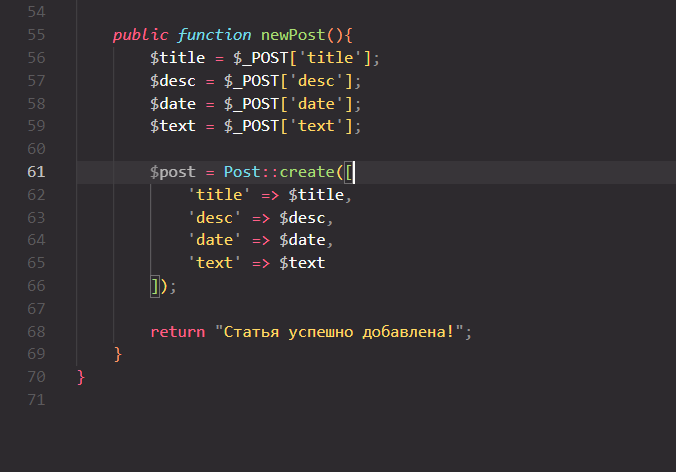 54
55 public function newPost(){
56 $title = $_POST['title'];
57 $desc = $_POST['desc'];
58 $date = $_POST['date'];
59 $text = $_POST['text'];
60
61 $post = Post::create([
62 'title' => $title,
63 'desc' => $desc,
64 'date' => $date,
65 'text' => $text
66 ]);
67
68 return "Статья успешно добавлена!";
69 }
70 }
71